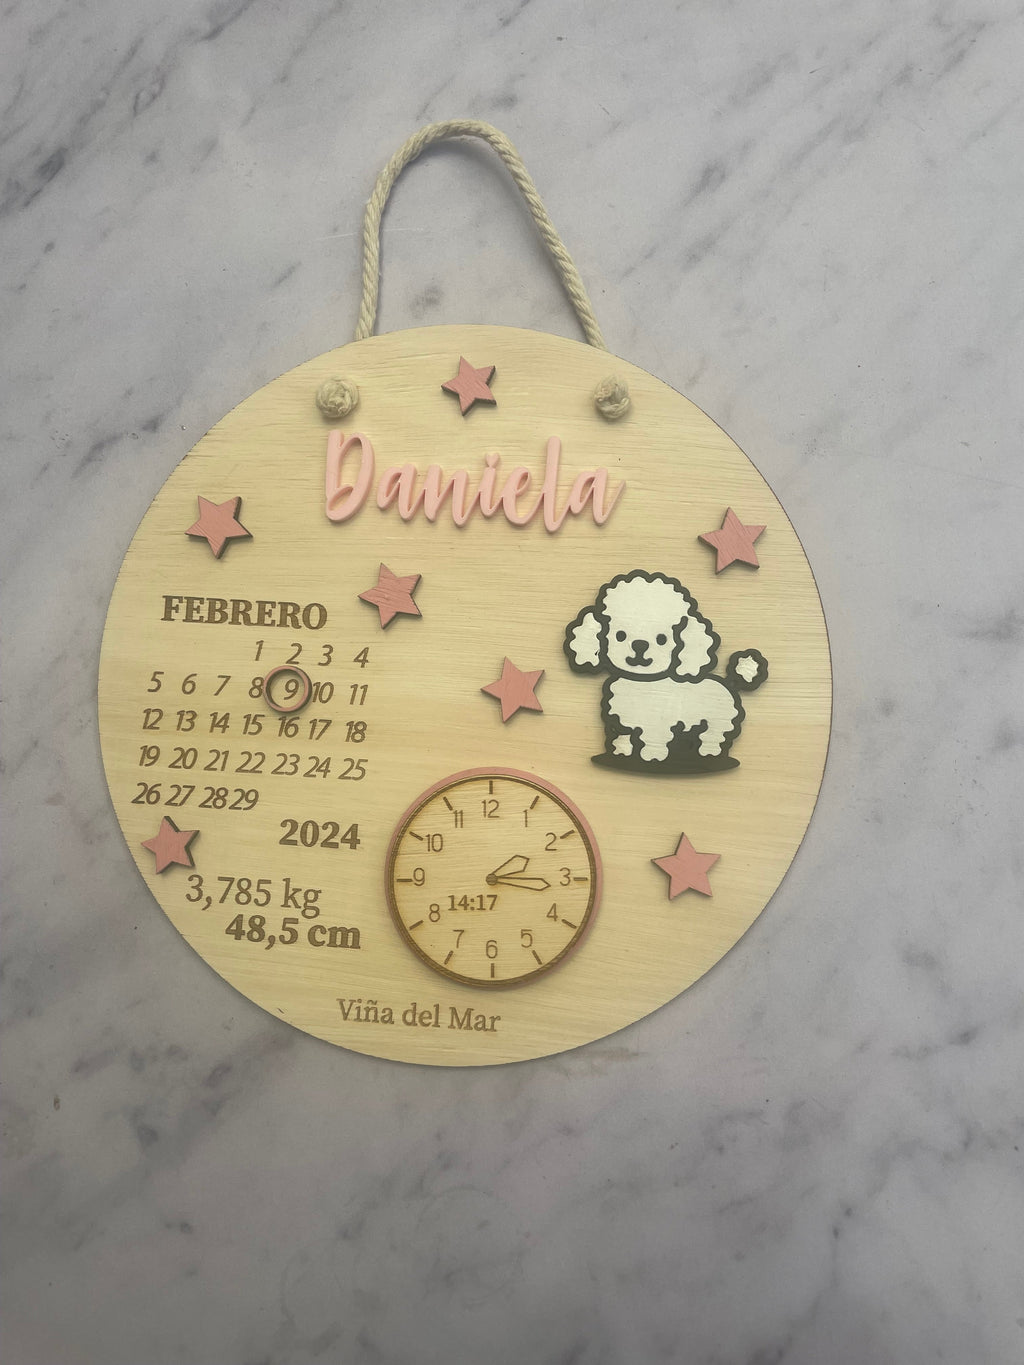 Daniela
FEBRERO
1 2 3 4
5 6 7 8 9 10 11
12 13 14 15 16 17 18
19 20 21 22 23 24 25
26 27 28 29
2024
3,785 kg
48,5 cm
12
11 1
10 2
9 3
14:17
8 4
7 5
6
Viña del Mar